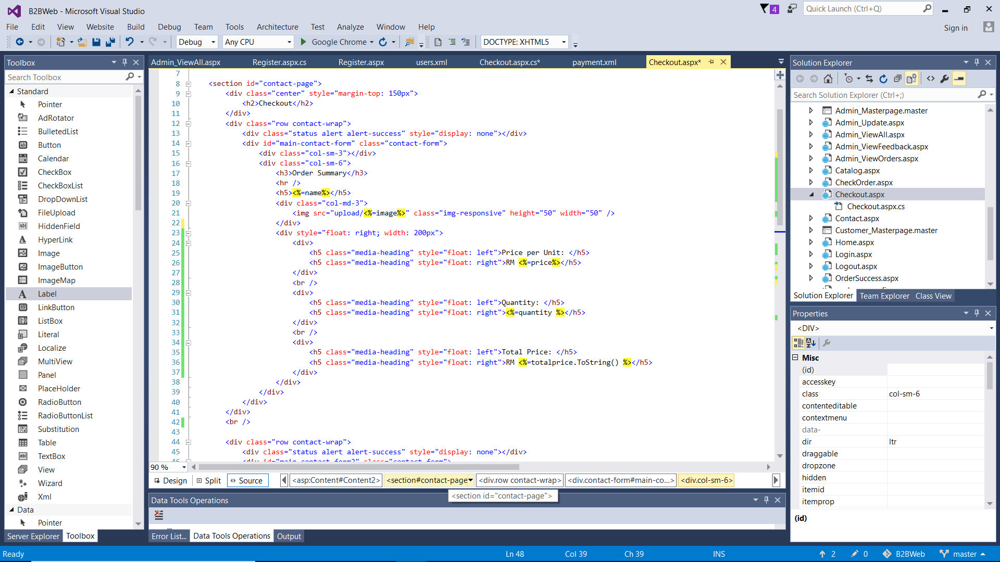 B2BWeb - Microsoft Visual Studio
4
Quick Launch (Ctrl+Q)
File Edit View Website Build Debug Team Tools Architecture Test Analyze Window Help
Sign in
Debug Any CPU Google Chrome DOCTYPE: XHTML5
Toolbox
Search Toolbox
Standard
Pointer
AdRotator
BulletedList
Button
Calendar
CheckBox
CheckBoxList
DropDownList
FileUpload
HiddenField
HyperLink
Image
ImageButton
ImageMap
Label
LinkButton
ListBox
Literal
Localize
MultiView
Panel
PlaceHolder
RadioButton
RadioButtonList
Substitution
Table
TextBox
View
Wizard
Xml
Data
Pointer
Server Explorer Toolbox
Admin_ViewAll.aspx Register.aspx.cs Register.aspx users.xml Checkout.aspx.cs* payment.xml Checkout.aspx*
7
8 <section id="contact-page">
9 <div class="center" style="margin-top: 150px">
10 <h2>Checkout</h2>
11 </div>
12 <div class="row contact-wrap">
13 <div class="status alert alert-success" style="display: none"></div>
14 <div id="main-contact-form" class="contact-form">
15 <div class="col-sm-3"></div>
16 <div class="col-sm-6">
17 <h3>Order Summary</h3>
18 <hr />
19 <h5><%=name%></h5>
20 <div class="col-md-3">
21 <img src="upload/<%=image%>" class="img-responsive" height="50" width="50" />
22 </div>
23 <div style="float: right; width: 200px">
24 <div>
25 <h5 class="media-heading" style="float: left">Price per Unit: </h5>
26 <h5 class="media-heading" style="float: right">RM <%=price%></h5>
27 </div>
28 <br />
29 <div>
30 <h5 class="media-heading" style="float: left">Quantity: </h5>
31 <h5 class="media-heading" style="float: right"><%=quantity %></h5>
32 </div>
33 <br />
34 <div>
35 <h5 class="media-heading" style="float: left">Total Price: </h5>
36 <h5 class="media-heading" style="float: right">RM <%=totalprice.ToString() %></h5>
37 </div>
38 </div>
39 </div>
40 </div>
41 </div>
42 <br />
43
44 <div class="row contact-wrap">
45 <div class="status alert alert-success" style="display: none"></div>
46 <div id="main-contact-form2" class="contact-form">
90 %
Design Split Source <asp:Content#Content2> <section#contact-page <div.row contact-wrap> <div.contact-form#main-co...> <div.col-sm-6>
<section id="contact-page">
Data Tools Operations
Error List... Data Tools Operations Output
Solution Explorer
Search Solution Explorer (Ctrl+;)
Admin_Masterpage.master
Admin_Update.aspx
Admin_ViewAll.aspx
Admin_ViewFeedback.aspx
Admin_ViewOrders.aspx
Catalog.aspx
CheckOrder.aspx
Checkout.aspx
Checkout.aspx.cs
Contact.aspx
Customer_Masterpage.master
Home.aspx
Login.aspx
Logout.aspx
OrderSuccess.aspx
Solution Explorer Team Explorer Class View
Properties
<DIV>
Misc
(id)
accesskey
class col-sm-6
contenteditable
contextmenu
data-
dir ltr
draggable
dropzone
hidden
itemid
itemprop
(id)
Ready Ln 48 Col 39 Ch 39 INS 2 0 B2BWeb master